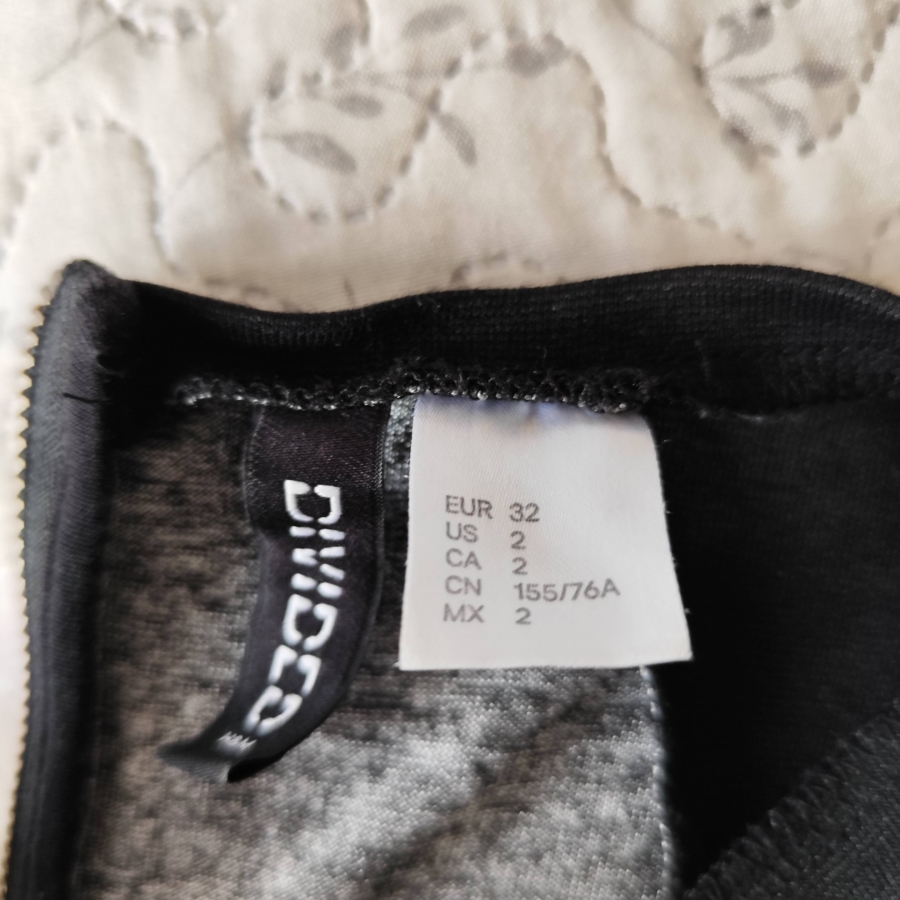 DIVIDED
EUR 32
US 2
CA 2
CN 155/76A
MX 2